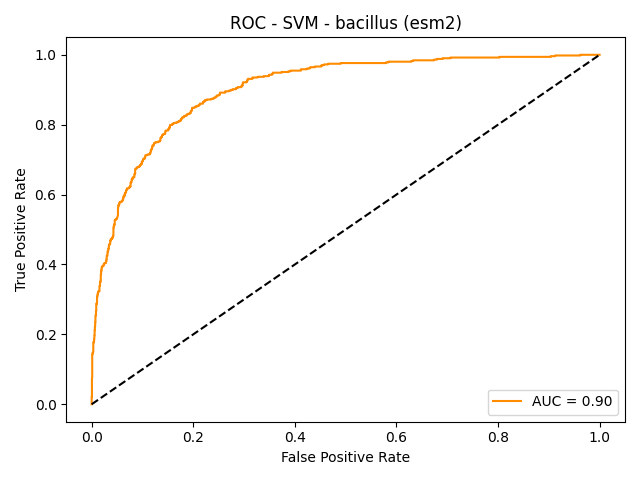 ROC - SVM - bacillus (esm2)
True Positive Rate
1.0
0.8
0.6
0.4
0.2
0.0
AUC = 0.90
0.0 0.2 0.4 0.6 0.8 1.0
False Positive Rate